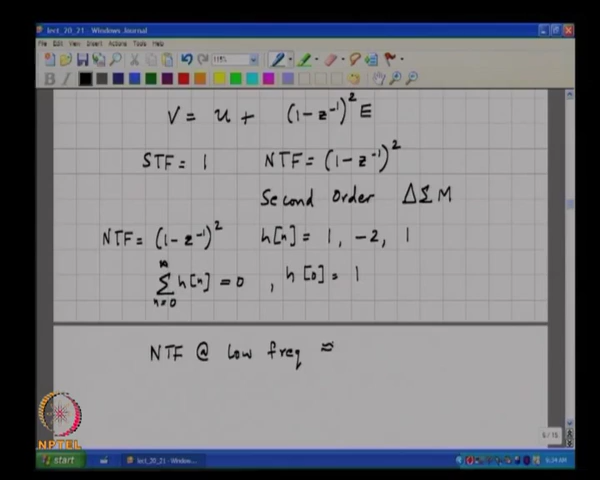 lect_20_21 - Windows Journal
File Edit View Insert Actions Tools Help
115%
V = U + (1 - z⁻¹)² E
STF = 1 NTF = (1 - z⁻¹)²
Second Order ΔΣM
NTF = (1 - z⁻¹)² h[n] = 1, -2, 1
∞
∑ h[n] = 0, h[0] = 1
n=0
NTF @ low freq ≈
NPTEL
start lect_20_21 - Window...